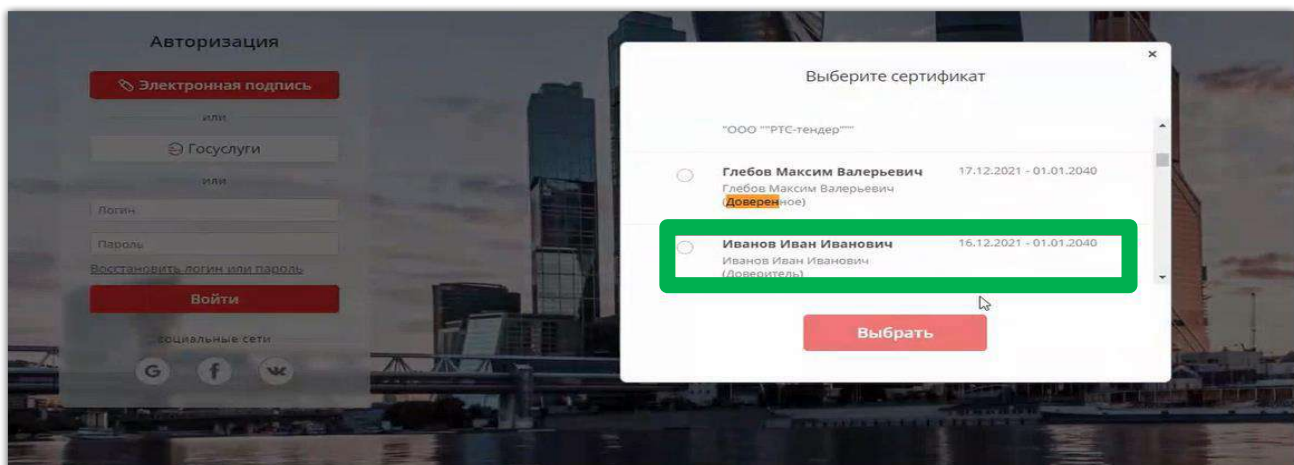 Авторизация
Электронная подпись
или
Госуслуги
или
Логин
Пароль
Восстановить логин или пароль
Войти
социальные сети
G f
×
Выберите сертификат
"ООО ""РТС-тендер"""
Глебов Максим Валерьевич 17.12.2021 - 01.01.2040
Глебов Максим Валерьевич
(Доверенное)
Иванов Иван Иванович 16.12.2021 - 01.01.2040
Иванов Иван Иванович
(Доверитель)
Выбрать